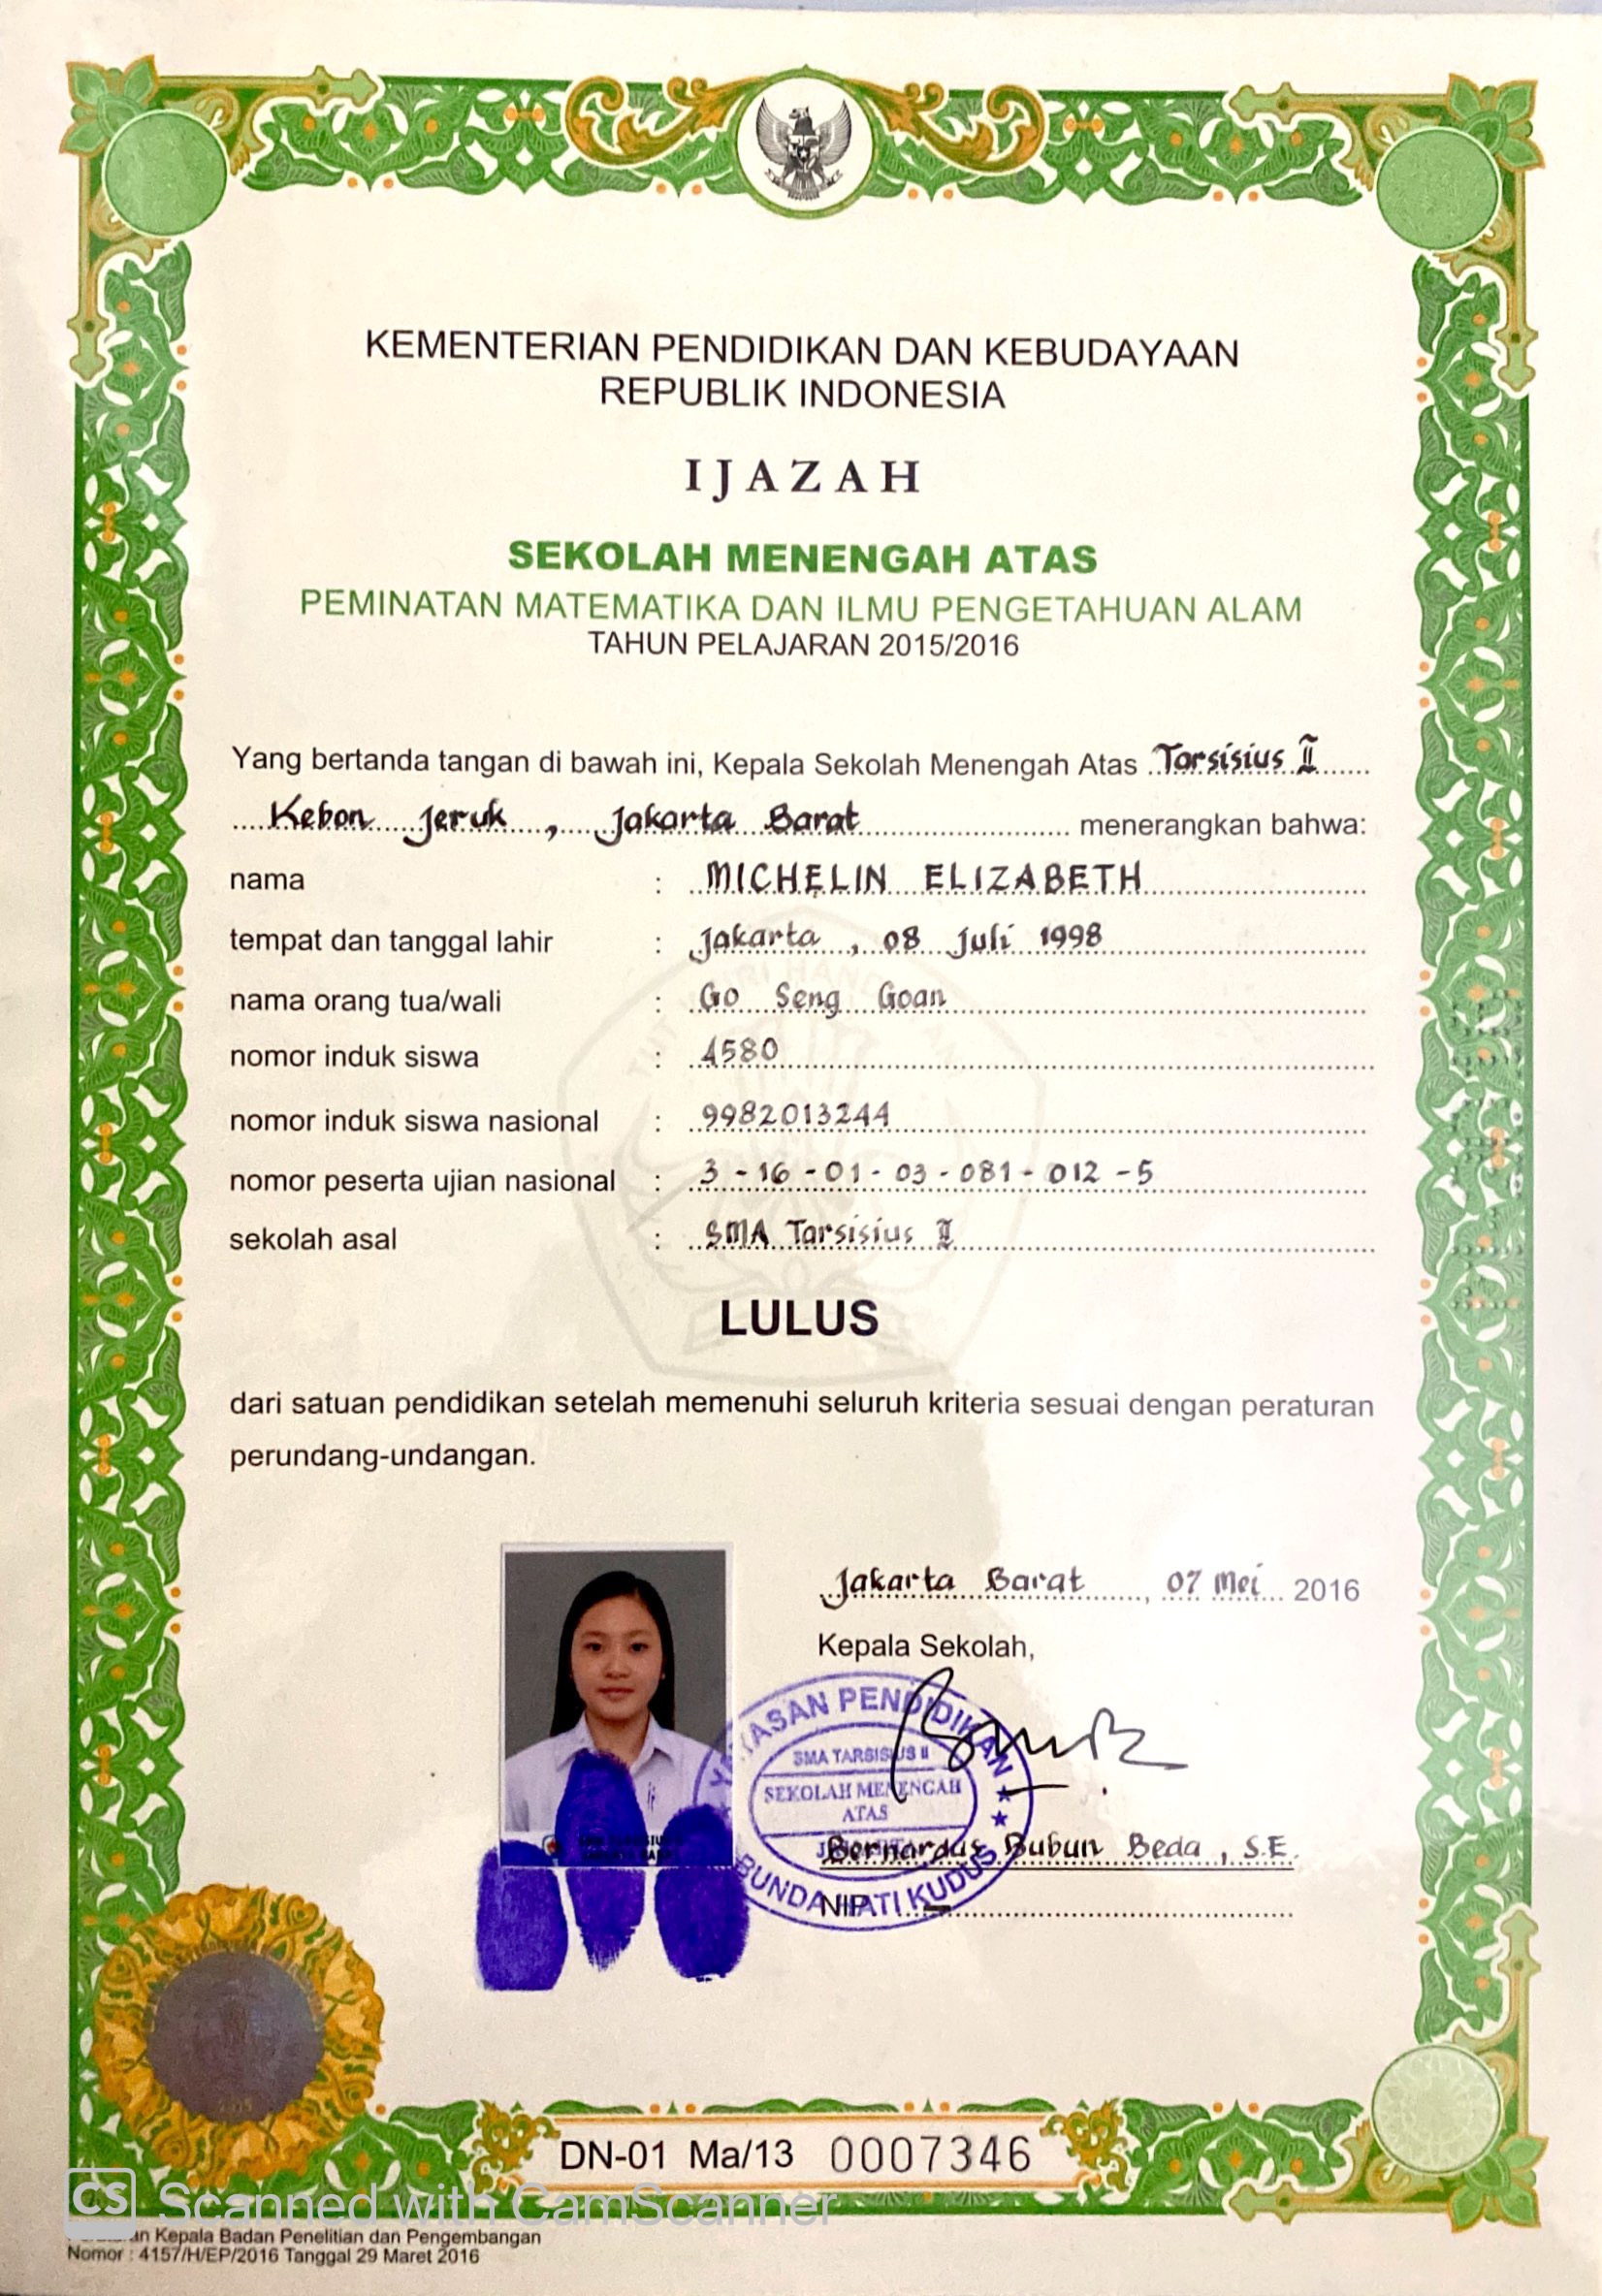 KEMENTERIAN PENDIDIKAN DAN KEBUDAYAAN
REPUBLIK INDONESIA
IJAZAH
SEKOLAH MENENGAH ATAS
PEMINATAN MATEMATIKA DAN ILMU PENGETAHUAN ALAM
TAHUN PELAJARAN 2015/2016
Yang bertanda tangan di bawah ini, Kepala Sekolah Menengah Atas Tarsisius II
Kebon Jeruk, Jakarta Barat menerangkan bahwa:
nama : MICHELIN ELIZABETH
tempat dan tanggal lahir : Jakarta, 08 Juli 1998
nama orang tua/wali : Go Seng Goan
nomor induk siswa : 4580
nomor induk siswa nasional : 9982013244
nomor peserta ujian nasional : 3-16-01-03-081-012-5
sekolah asal : SMA Tarsisius II
LULUS
dari satuan pendidikan setelah memenuhi seluruh kriteria sesuai dengan peraturan
perundang-undangan.
Jakarta Barat, 07 Mei 2016
Kepala Sekolah,
YAYASAN PENDIDIKAN
SMA TARSISIUS II
SEKOLAH MENENGAH
ATAS
BUNDA HATI KUDUS
Bernardus Bubun Beda, S.E.
NIP. -
DN-01 Ma/13 0007346
CS Scanned with CamScanner
Kepala Badan Penelitian dan Pengembangan
Nomor : 4157/H/EP/2016 Tanggal 29 Maret 2016